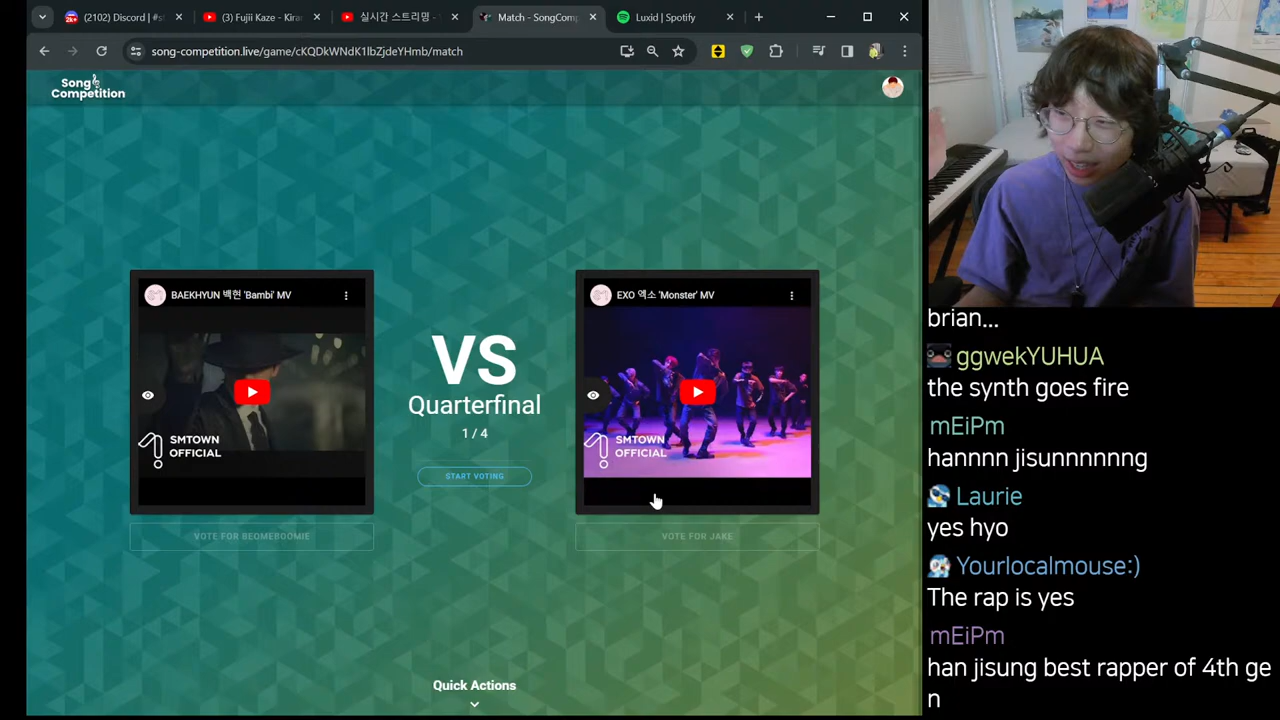 (2102) Discord | #s
(3) Fujii Kaze - Kirar
실시간 스트리밍 -
Match - SongComp
Luxid | Spotify
song-competition.live/game/cKQDkWNdK1IbZjdeYHmb/match
Song
Competition
BAEKHYUN 백현 'Bambi' MV
SMTOWN
OFFICIAL
VOTE FOR BEOMEBOOMIE
VS
Quarterfinal
1 / 4
START VOTING
EXO 엑소 'Monster' MV
SMTOWN
OFFICIAL
VOTE FOR JAKE
Quick Actions
brian...
ggwekYUHUA
the synth goes fire
mEiPm
hannnn jisunnnnnng
Laurie
yes hyo
Yourlocalmouse:)
The rap is yes
mEiPm
han jisung best rapper of 4th ge
n